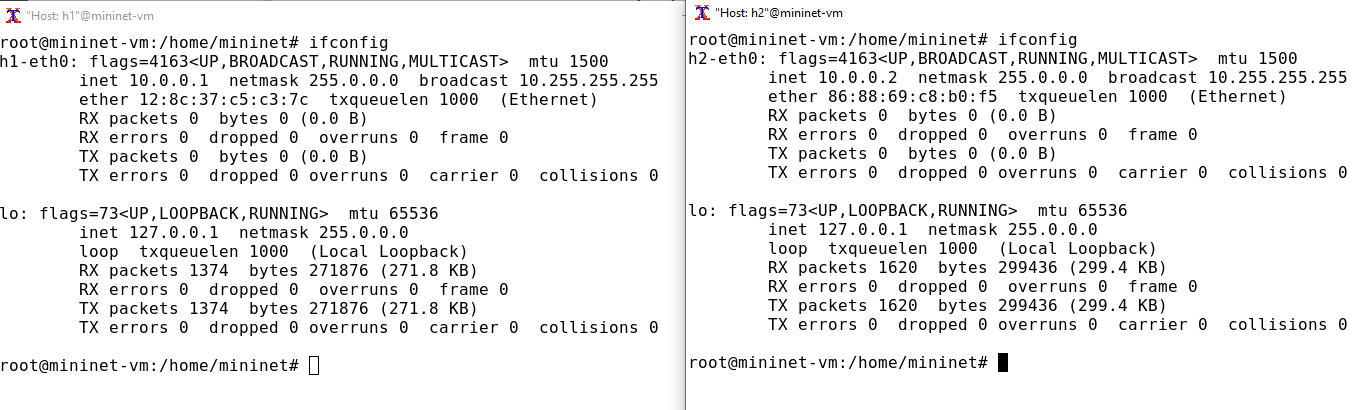 "Host: h1"@mininet-vm
root@mininet-vm:/home/mininet# ifconfig
h1-eth0: flags=4163<UP,BROADCAST,RUNNING,MULTICAST>  mtu 1500
        inet 10.0.0.1  netmask 255.0.0.0  broadcast 10.255.255.255
        ether 12:8c:37:c5:c3:7c  txqueuelen 1000  (Ethernet)
        RX packets 0  bytes 0 (0.0 B)
        RX errors 0  dropped 0  overruns 0  frame 0
        TX packets 0  bytes 0 (0.0 B)
        TX errors 0  dropped 0 overruns 0  carrier 0  collisions 0
lo: flags=73<UP,LOOPBACK,RUNNING>  mtu 65536
        inet 127.0.0.1  netmask 255.0.0.0
        loop  txqueuelen 1000  (Local Loopback)
        RX packets 1374  bytes 271876 (271.8 KB)
        RX errors 0  dropped 0  overruns 0  frame 0
        TX packets 1374  bytes 271876 (271.8 KB)
        TX errors 0  dropped 0 overruns 0  carrier 0  collisions 0
root@mininet-vm:/home/mininet#
"Host: h2"@mininet-vm
root@mininet-vm:/home/mininet# ifconfig
h2-eth0: flags=4163<UP,BROADCAST,RUNNING,MULTICAST>  mtu 1500
        inet 10.0.0.2  netmask 255.0.0.0  broadcast 10.255.255.255
        ether 86:88:69:c8:b0:f5  txqueuelen 1000  (Ethernet)
        RX packets 0  bytes 0 (0.0 B)
        RX errors 0  dropped 0  overruns 0  frame 0
        TX packets 0  bytes 0 (0.0 B)
        TX errors 0  dropped 0 overruns 0  carrier 0  collisions 0
lo: flags=73<UP,LOOPBACK,RUNNING>  mtu 65536
        inet 127.0.0.1  netmask 255.0.0.0
        loop  txqueuelen 1000  (Local Loopback)
        RX packets 1620  bytes 299436 (299.4 KB)
        RX errors 0  dropped 0  overruns 0  frame 0
        TX packets 1620  bytes 299436 (299.4 KB)
        TX errors 0  dropped 0 overruns 0  carrier 0  collisions 0
root@mininet-vm:/home/mininet#